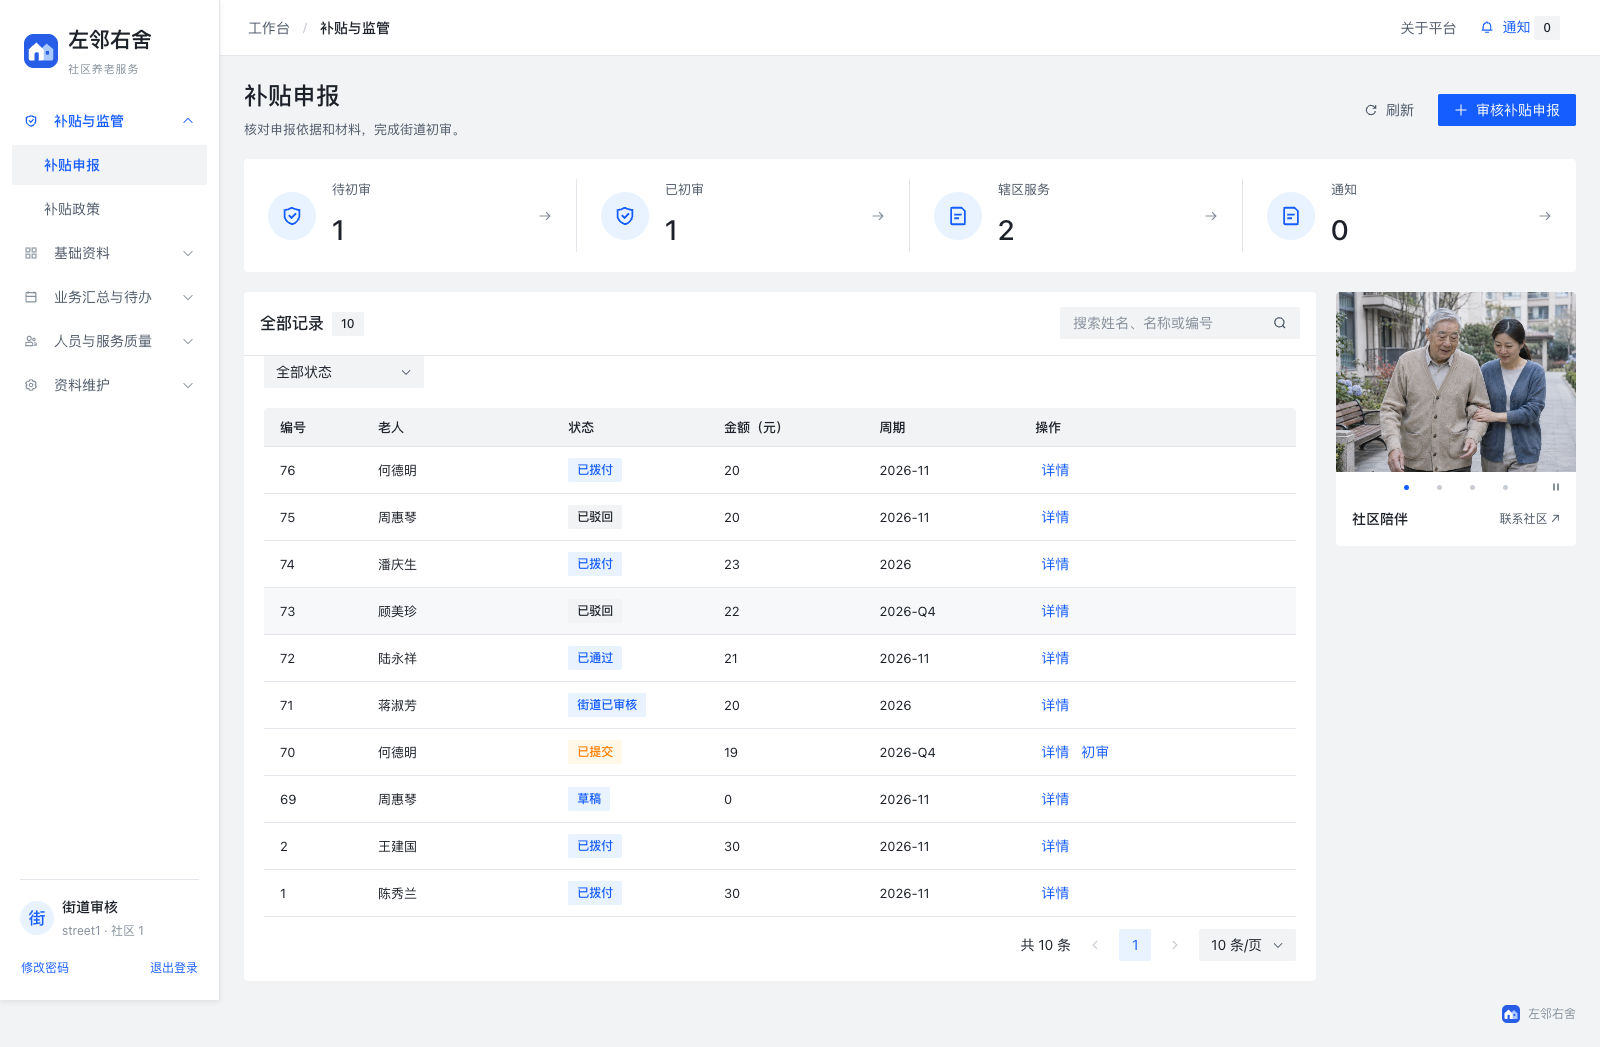 左邻右舍
社区养老服务
补贴与监管
补贴申报
补贴政策
基础资料
业务汇总与待办
人员与服务质量
资料维护
街
街道审核
street1 · 社区 1
修改密码 退出登录
工作台 / 补贴与监管
关于平台 通知 0
补贴申报
核对申报依据和材料，完成街道初审。
刷新 审核补贴申报
待初审
1
已初审
1
辖区服务
2
通知
0
全部记录 10
搜索姓名、名称或编号
全部状态
编号 老人 状态 金额（元） 周期 操作
76 何德明 已拨付 20 2026-11 详情
75 周惠琴 已驳回 20 2026-11 详情
74 潘庆生 已拨付 23 2026 详情
73 顾美珍 已驳回 22 2026-Q4 详情
72 陆永祥 已通过 21 2026-11 详情
71 蒋淑芳 街道已审核 20 2026 详情
70 何德明 已提交 19 2026-Q4 详情 初审
69 周惠琴 草稿 0 2026-11 详情
2 王建国 已拨付 30 2026-11 详情
1 陈秀兰 已拨付 30 2026-11 详情
共 10 条 1 10 条/页
社区陪伴 联系社区
左邻右舍